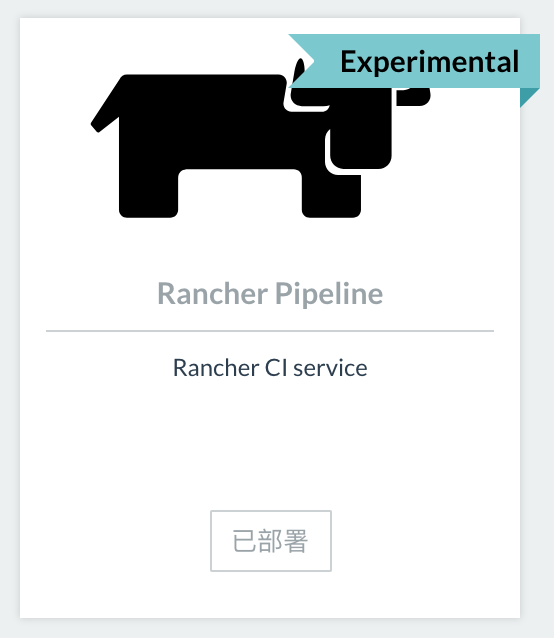 Experimental
Rancher Pipeline
Rancher CI service
已部署